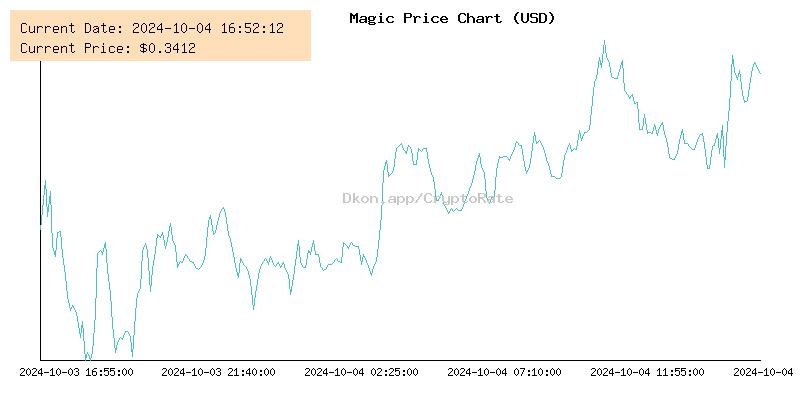 Magic Price Chart (USD)
Current Date: 2024-10-04 16:52:12
Current Price: $0.3412
Dkon.app/CryptoRate
2024-10-03 16:55:00 2024-10-03 21:40:00 2024-10-04 02:25:00 2024-10-04 07:10:00 2024-10-04 11:55:00 2024-10-04